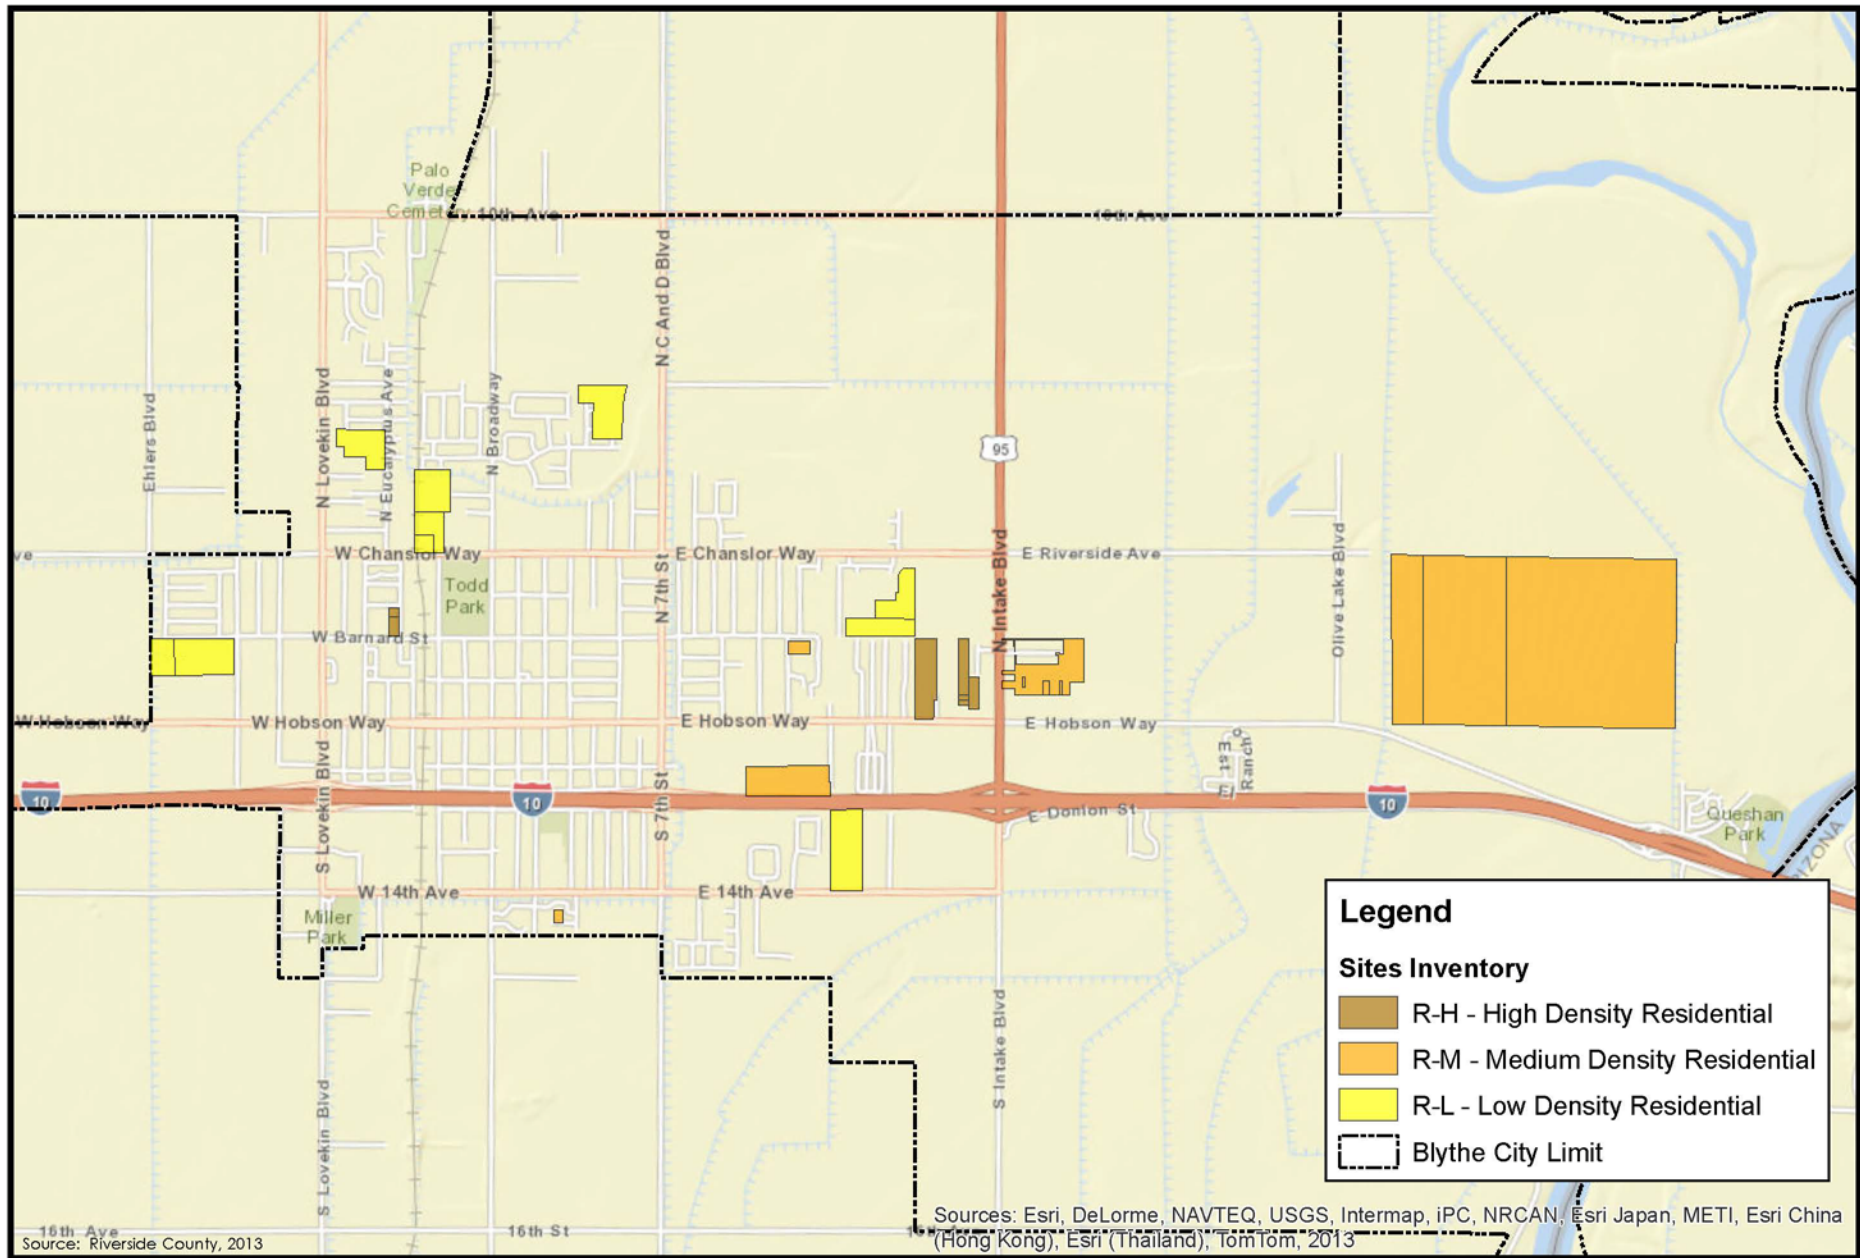 Palo
Verde
Cemetery
10th Ave
10th Ave
N C And D Blvd
N Lovekin Blvd
N Eucalyptus Ave
N Broadway
Ehlers Blvd
95
ve
W Chanslor Way
E Chanslor Way
E Riverside Ave
Todd
Park
N 7th St
N Intake Blvd
Olive Lake Blvd
W Barnard St
W Hobson Way
W Hobson Way
E Hobson Way
E Hobson Way
S Lovekin Blvd
S 7th St
El
Est
Ranch
10
10
10
E Donlon St
Queshan
Park
IZONA
W 14th Ave
E 14th Ave
Miller
Park
S Intake Blvd
S Lovekin Blvd
16th Ave
16th St
Legend
Sites Inventory
R-H - High Density Residential
R-M - Medium Density Residential
R-L - Low Density Residential
Blythe City Limit
Sources: Esri, DeLorme, NAVTEQ, USGS, Intermap, iPC, NRCAN, Esri Japan, METI, Esri China
(Hong Kong), Esri (Thailand), TomTom, 2013
Source: Riverside County, 2013